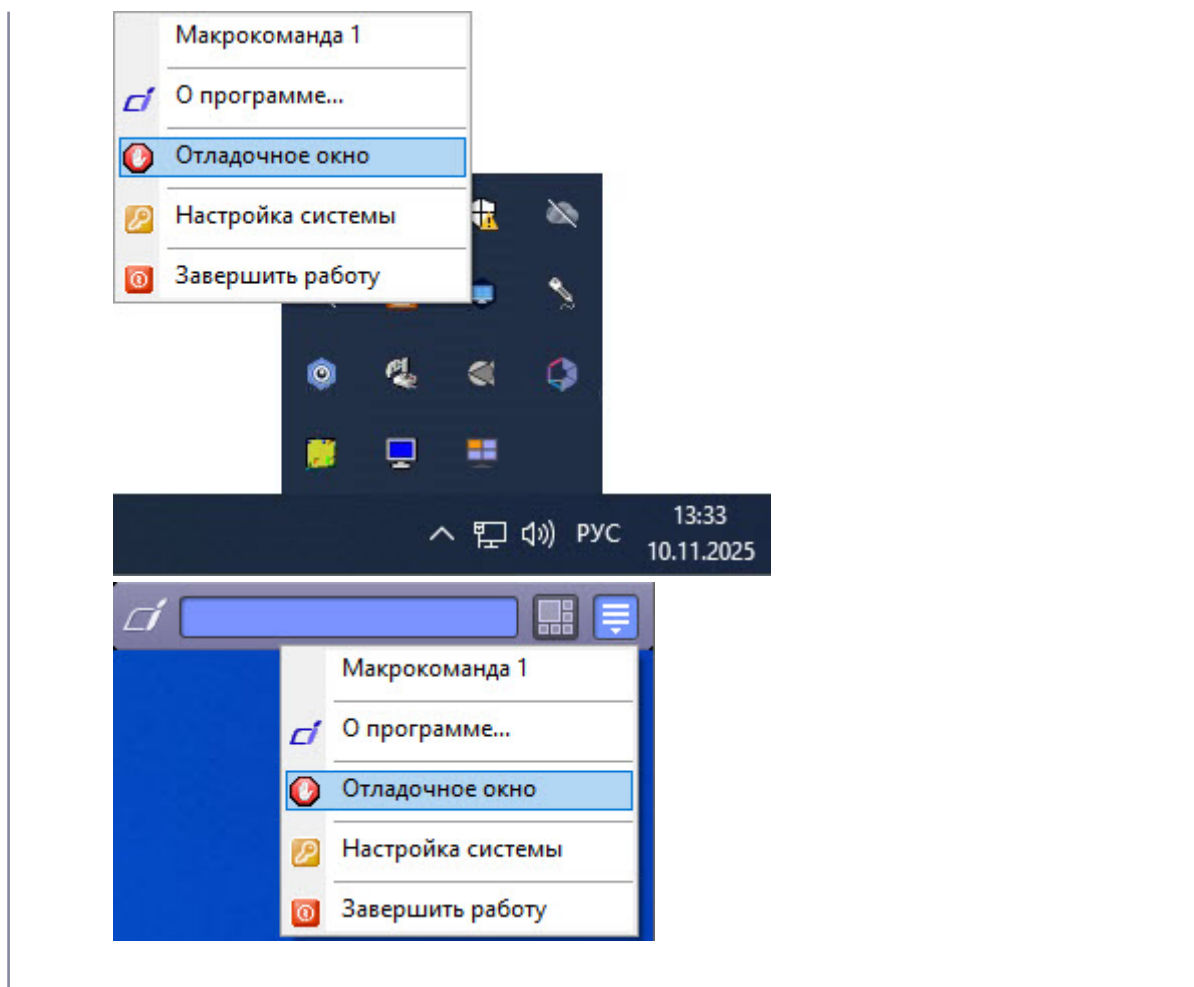 Макрокоманда 1
О программе...
Отладочное окно
Настройка системы
Завершить работу
РУС
13:33
10.11.2025
Макрокоманда 1
О программе...
Отладочное окно
Настройка системы
Завершить работу